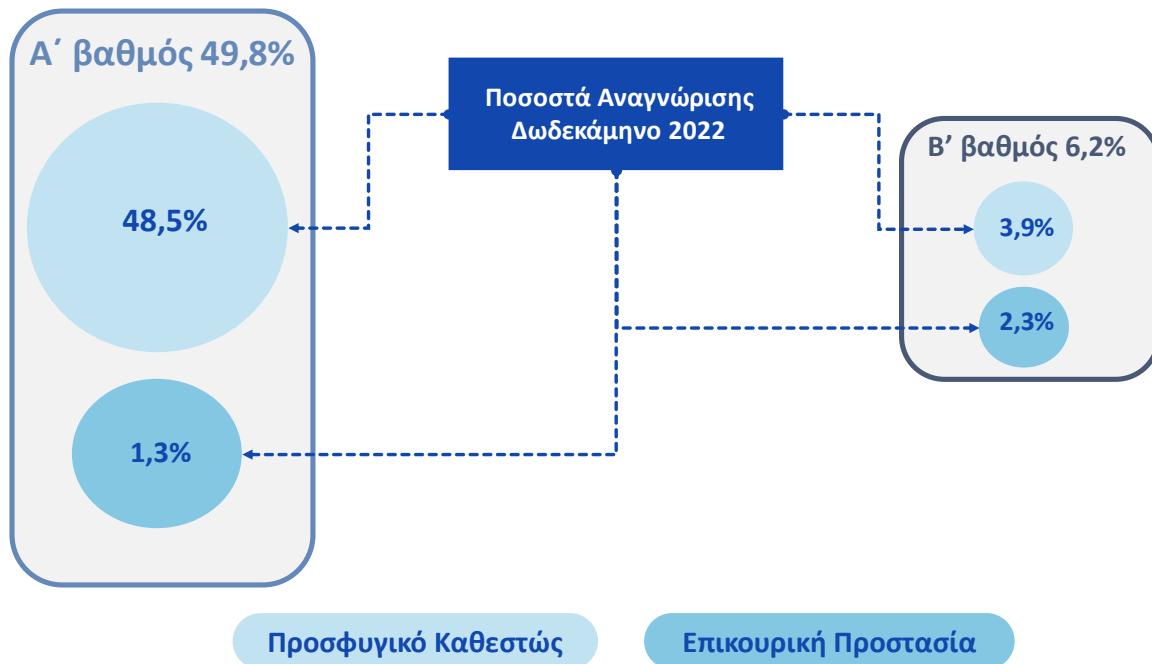 Α΄ βαθμός 49,8%
48,5%
1,3%
Ποσοστά Αναγνώρισης
Δωδεκάμηνο 2022
Β' βαθμός 6,2%
3,9%
2,3%
Προσφυγικό Καθεστώς
Επικουρική Προστασία